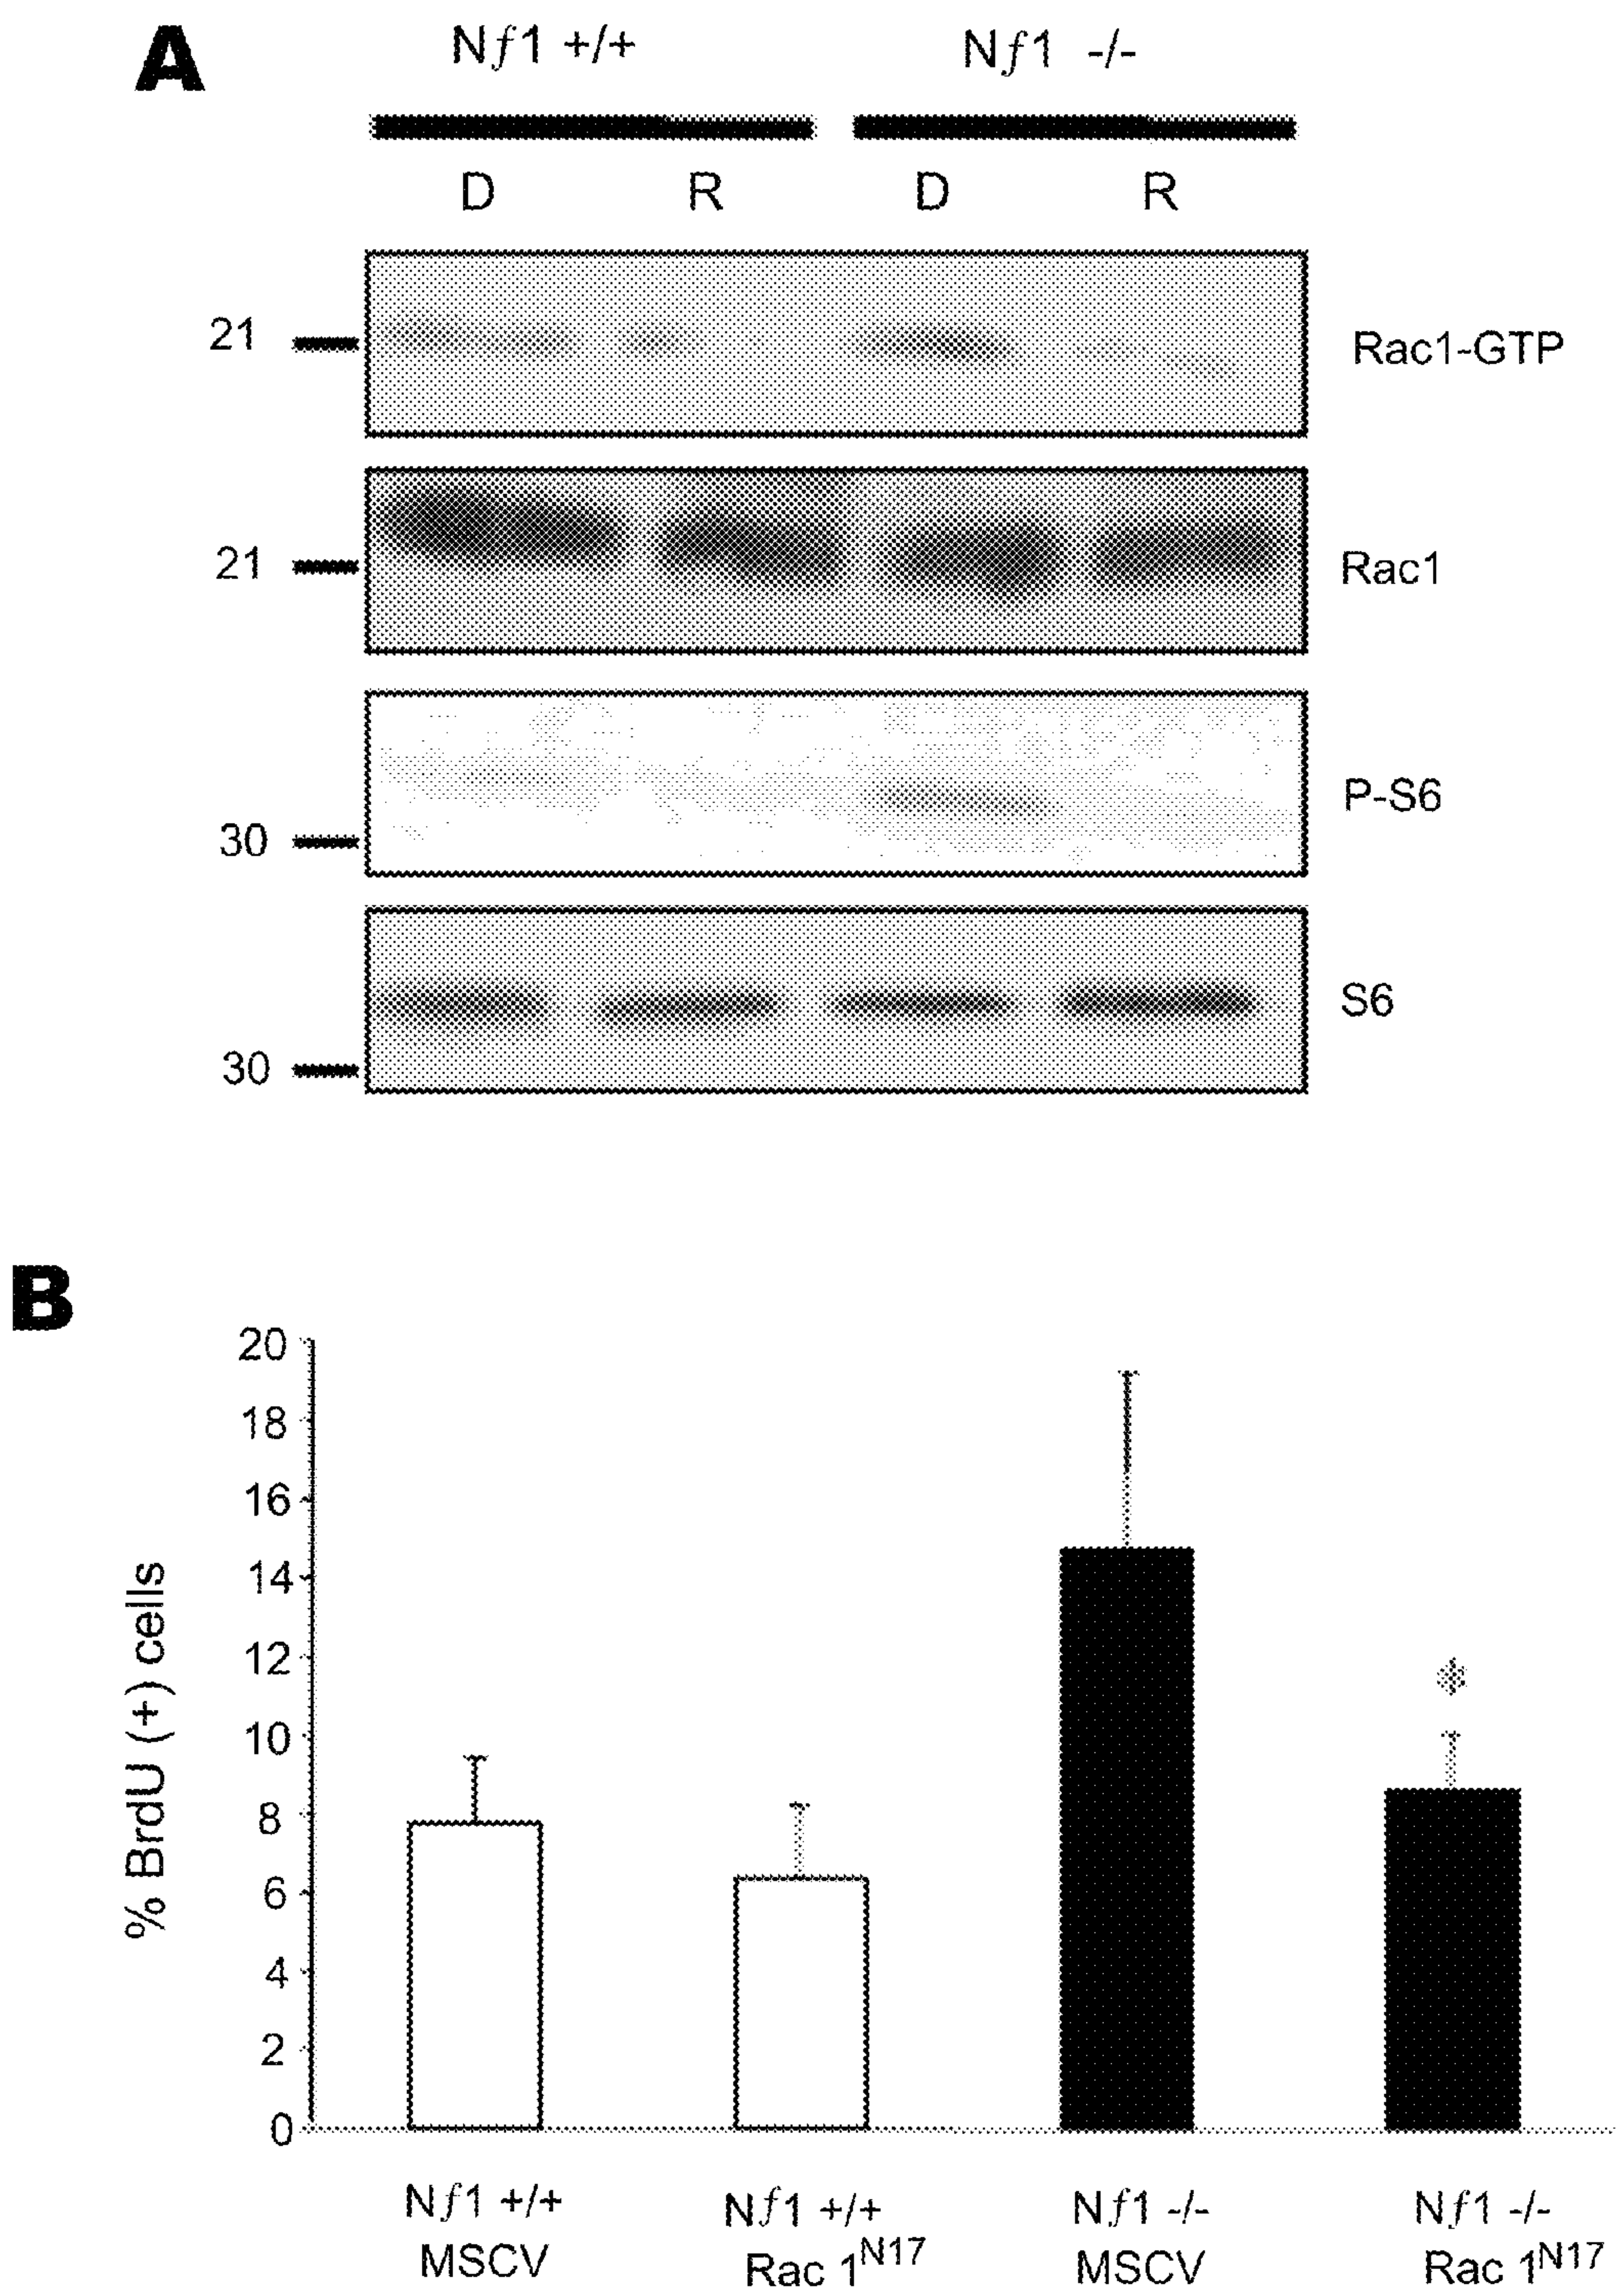 A
Nf1 +/+ Nf1 -/-
D R D R
21 Rac1-GTP
21 Rac1
P-S6
30
S6
30
B
20
18
16
14
12
10
8
6
4
2
0
% BrdU (+) cells
*
Nf1 +/+ Nf1 +/+ Nf1 -/- Nf1 -/-
MSCV Rac 1N17 MSCV Rac 1N17